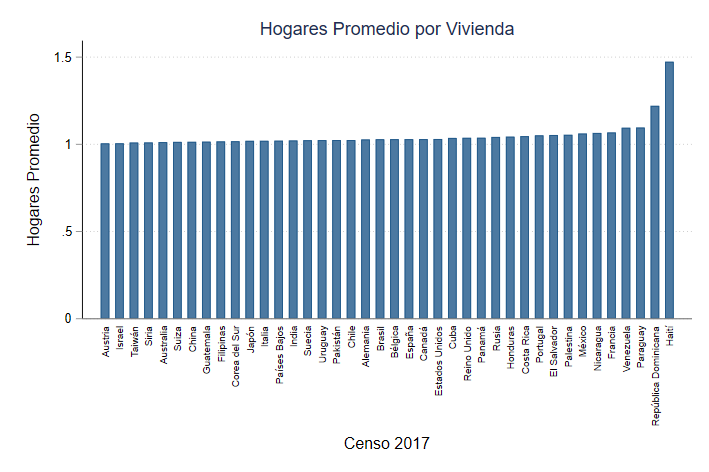 Hogares Promedio por Vivienda
Hogares Promedio
1.5
1
.5
0
Austria
Israel
Taiwán
Siria
Australia
Suiza
China
Guatemala
Filipinas
Corea del Sur
Japón
Italia
Países Bajos
India
Suecia
Uruguay
Pakistán
Chile
Alemania
Brasil
Bélgica
España
Canadá
Estados Unidos
Cuba
Reino Unido
Panamá
Rusia
Honduras
Costa Rica
Portugal
El Salvador
Palestina
México
Nicaragua
Francia
Venezuela
Paraguay
República Dominicana
Haití
Censo 2017